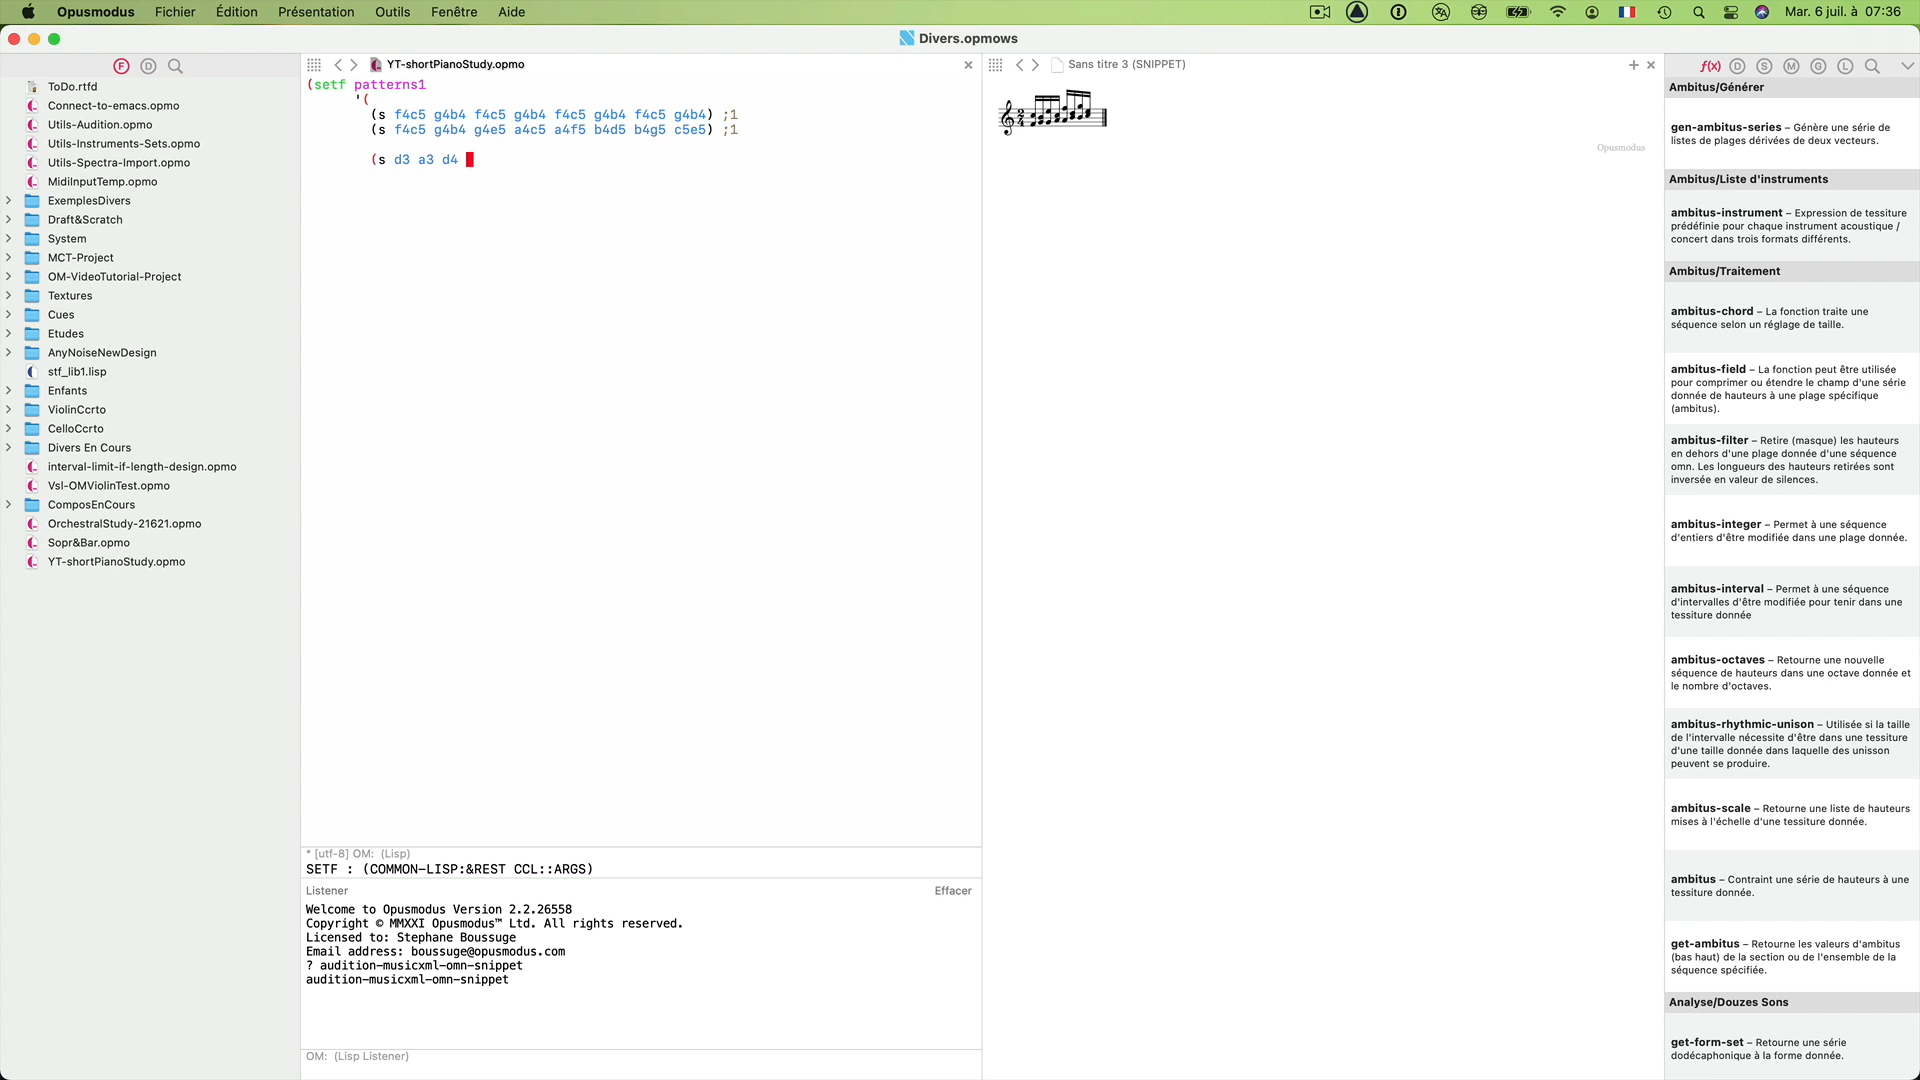 Opusmodus Fichier Édition Présentation Outils Fenêtre Aide Mar. 6 juil. à 07:36
Divers.opmows
F D
ToDo.rtfd
Connect-to-emacs.opmo
Utils-Audition.opmo
Utils-Instruments-Sets.opmo
Utils-Spectra-Import.opmo
MidiInputTemp.opmo
ExemplesDivers
Draft&Scratch
System
MCT-Project
OM-VideoTutorial-Project
Textures
Cues
Etudes
AnyNoiseNewDesign
stf_lib1.lisp
Enfants
ViolinCcrto
CelloCcrto
Divers En Cours
interval-limit-if-length-design.opmo
Vsl-OMViolinTest.opmo
ComposEnCours
OrchestralStudy-21621.opmo
Sopr&Bar.opmo
YT-shortPianoStudy.opmo
YT-shortPianoStudy.opmo
(setf patterns1
'(
(s f4c5 g4b4 f4c5 g4b4 f4c5 g4b4 f4c5 g4b4) ;1
(s f4c5 g4b4 g4e5 a4c5 a4f5 b4d5 b4g5 c5e5) ;1
(s d3 a3 d4
* [utf-8] OM: (Lisp)
SETF : (COMMON-LISP:&REST CCL::ARGS)
Listener Effacer
Welcome to Opusmodus Version 2.2.26558
Copyright © MMXXI Opusmodus™ Ltd. All rights reserved.
Licensed to: Stephane Boussuge
Email address: boussuge@opusmodus.com
? audition-musicxml-omn-snippet
audition-musicxml-omn-snippet
OM: (Lisp Listener)
Sans titre 3 (SNIPPET)
2
4
Opusmodus
f(x) D S M G L
Ambitus/Générer
gen-ambitus-series – Génère une série de
listes de plages dérivées de deux vecteurs.
Ambitus/Liste d'instruments
ambitus-instrument – Expression de tessiture
prédéfinie pour chaque instrument acoustique /
concert dans trois formats différents.
Ambitus/Traitement
ambitus-chord – La fonction traite une
séquence selon un réglage de taille.
ambitus-field – La fonction peut être utilisée
pour comprimer ou étendre le champ d'une série
donnée de hauteurs à une plage spécifique
(ambitus).
ambitus-filter – Retire (masque) les hauteurs
en dehors d'une plage donnée d'une séquence
omn. Les longueurs des hauteurs retirées sont
inversée en valeur de silences.
ambitus-integer – Permet à une séquence
d'entiers d'être modifiée dans une plage donnée.
ambitus-interval – Permet à une séquence
d'intervalles d'être modifiée pour tenir dans une
tessiture donnée
ambitus-octaves – Retourne une nouvelle
séquence de hauteurs dans une octave donnée et
le nombre d'octaves.
ambitus-rhythmic-unison – Utilisée si la taille
de l'intervalle nécessite d'être dans une tessiture
d'une taille donnée dans laquelle des unisson
peuvent se produire.
ambitus-scale – Retourne une liste de hauteurs
mises à l'échelle d'une tessiture donnée.
ambitus – Contraint une série de hauteurs à une
tessiture donnée.
get-ambitus – Retourne les valeurs d'ambitus
(bas haut) de la section ou de l'ensemble de la
séquence spécifiée.
Analyse/Douzes Sons
get-form-set – Retourne une série
dodécaphonique à la forme donnée.